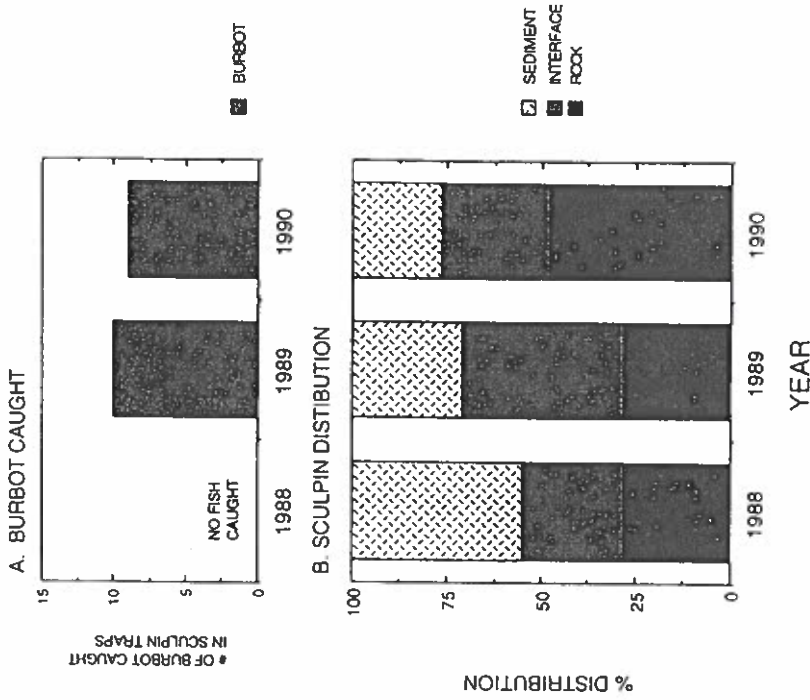 A. BURBOT CAUGHT
# OF BURBOT CAUGHT
IN SCULPIN TRAPS
15
10
5
0
NO FISH
CAUGHT
1988
1989
1990
BURBOT
B. SCULPIN DISTRIBUTION
% DISTRIBUTION
100
75
50
25
0
1988
1989
1990
YEAR
SEDIMENT
INTERFACE
ROCK